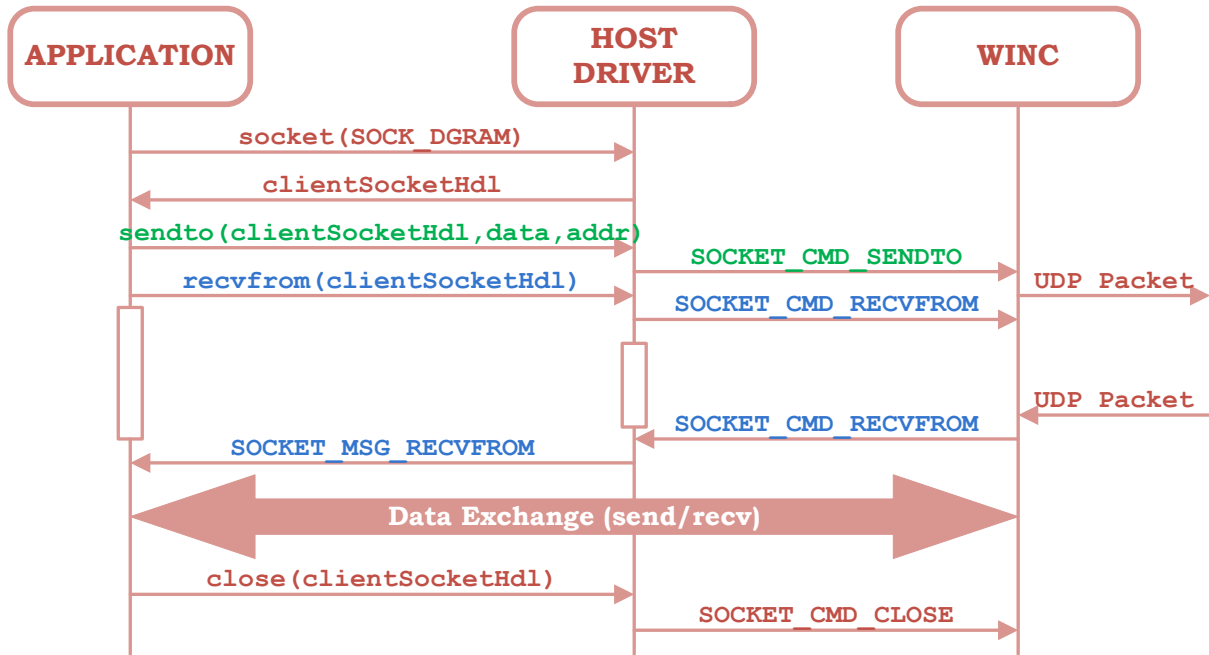 APPLICATION
HOST
DRIVER
WINC
socket(SOCK_DGRAM)
clientSocketHdl
sendto(clientSocketHdl,data,addr)
SOCKET_CMD_SENDTO
recvfrom(clientSocketHdl)
UDP Packet
SOCKET_CMD_RECVFROM
UDP Packet
SOCKET_CMD_RECVFROM
SOCKET_MSG_RECVFROM
Data Exchange (send/recv)
close(clientSocketHdl)
SOCKET_CMD_CLOSE